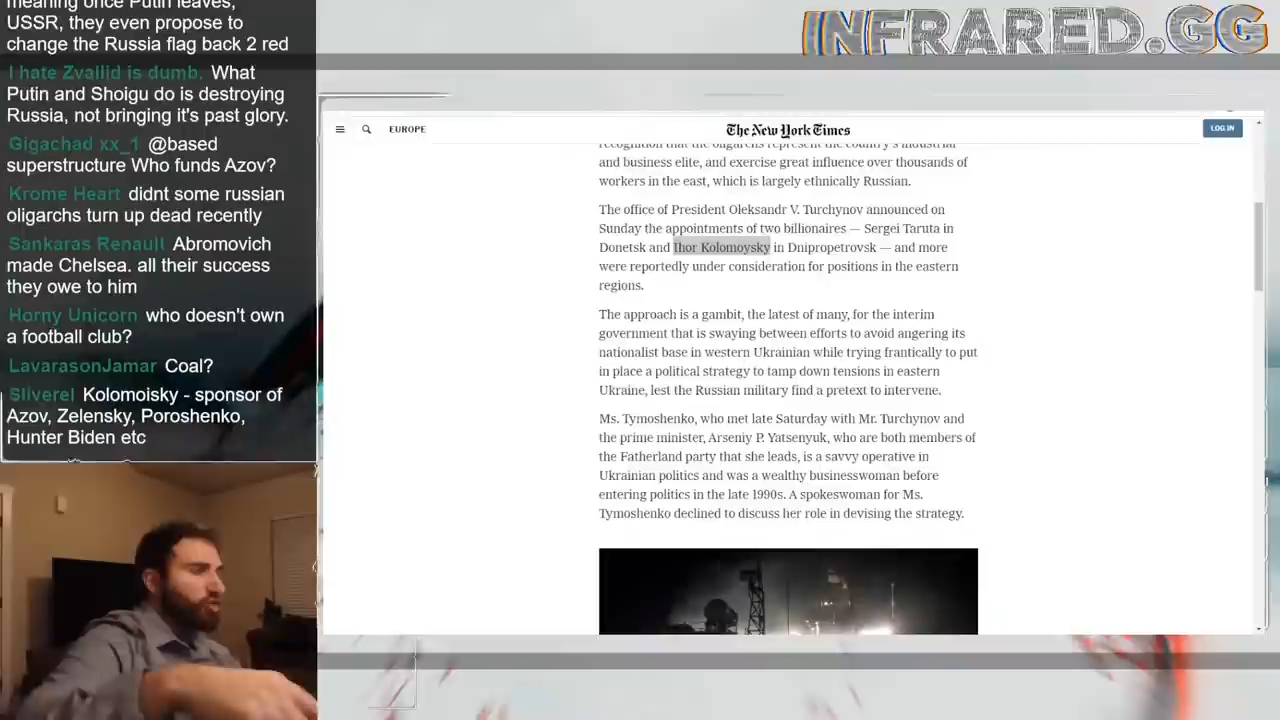 meaning once Putin leaves,
USSR, they even propose to
change the Russia flag back 2 red
I hate Zvallid is dumb. What
Putin and Shoigu do is destroying
Russia, not bringing it's past glory.
Gigachad xx_1 @based
superstructure Who funds Azov?
Krome Heart didnt some russian
oligarchs turn up dead recently
Sankaras Renault Abromovich
made Chelsea. all their success
they owe to him
Horny Unicorn who doesn't own
a football club?
LavarasonJamar Coal?
Sliverel Kolomoisky - sponsor of
Azov, Zelensky, Poroshenko,
Hunter Biden etc
INFRARED.GG
EUROPE
The New York Times
LOG IN
recognition that the oligarchs represent the country's industrial
and business elite, and exercise great influence over thousands of
workers in the east, which is largely ethnically Russian.
The office of President Oleksandr V. Turchynov announced on
Sunday the appointments of two billionaires — Sergei Taruta in
Donetsk and Ihor Kolomoysky in Dnipropetrovsk — and more
were reportedly under consideration for positions in the eastern
regions.
The approach is a gambit, the latest of many, for the interim
government that is swaying between efforts to avoid angering its
nationalist base in western Ukrainian while trying frantically to put
in place a political strategy to tamp down tensions in eastern
Ukraine, lest the Russian military find a pretext to intervene.
Ms. Tymoshenko, who met late Saturday with Mr. Turchynov and
the prime minister, Arseniy P. Yatsenyuk, who are both members of
the Fatherland party that she leads, is a savvy operative in
Ukrainian politics and was a wealthy businesswoman before
entering politics in the late 1990s. A spokeswoman for Ms.
Tymoshenko declined to discuss her role in devising the strategy.